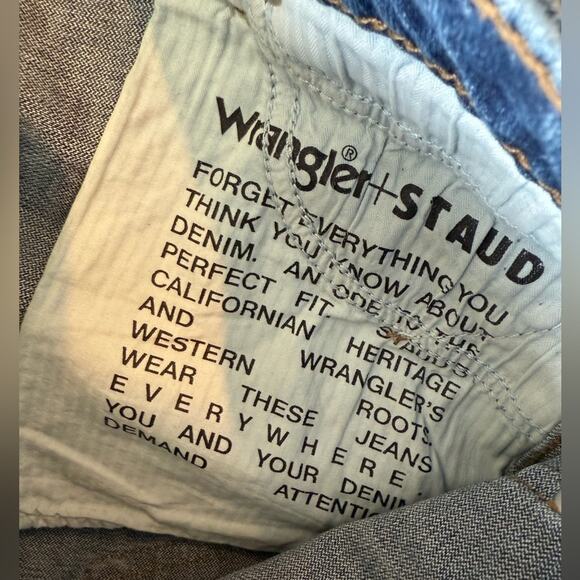 Wrangler®+STAUD
FORGET EVERYTHING YOU
THINK YOU KNOW ABOUT
DENIM. AN ODE TO THE
PERFECT FIT. STAUD'S
CALIFORNIAN HERITAGE
AND WRANGLER'S
WESTERN ROOTS.
WEAR THESE JEANS
EVERYWHERE.
YOU AND YOUR DENIM
DEMAND ATTENTION